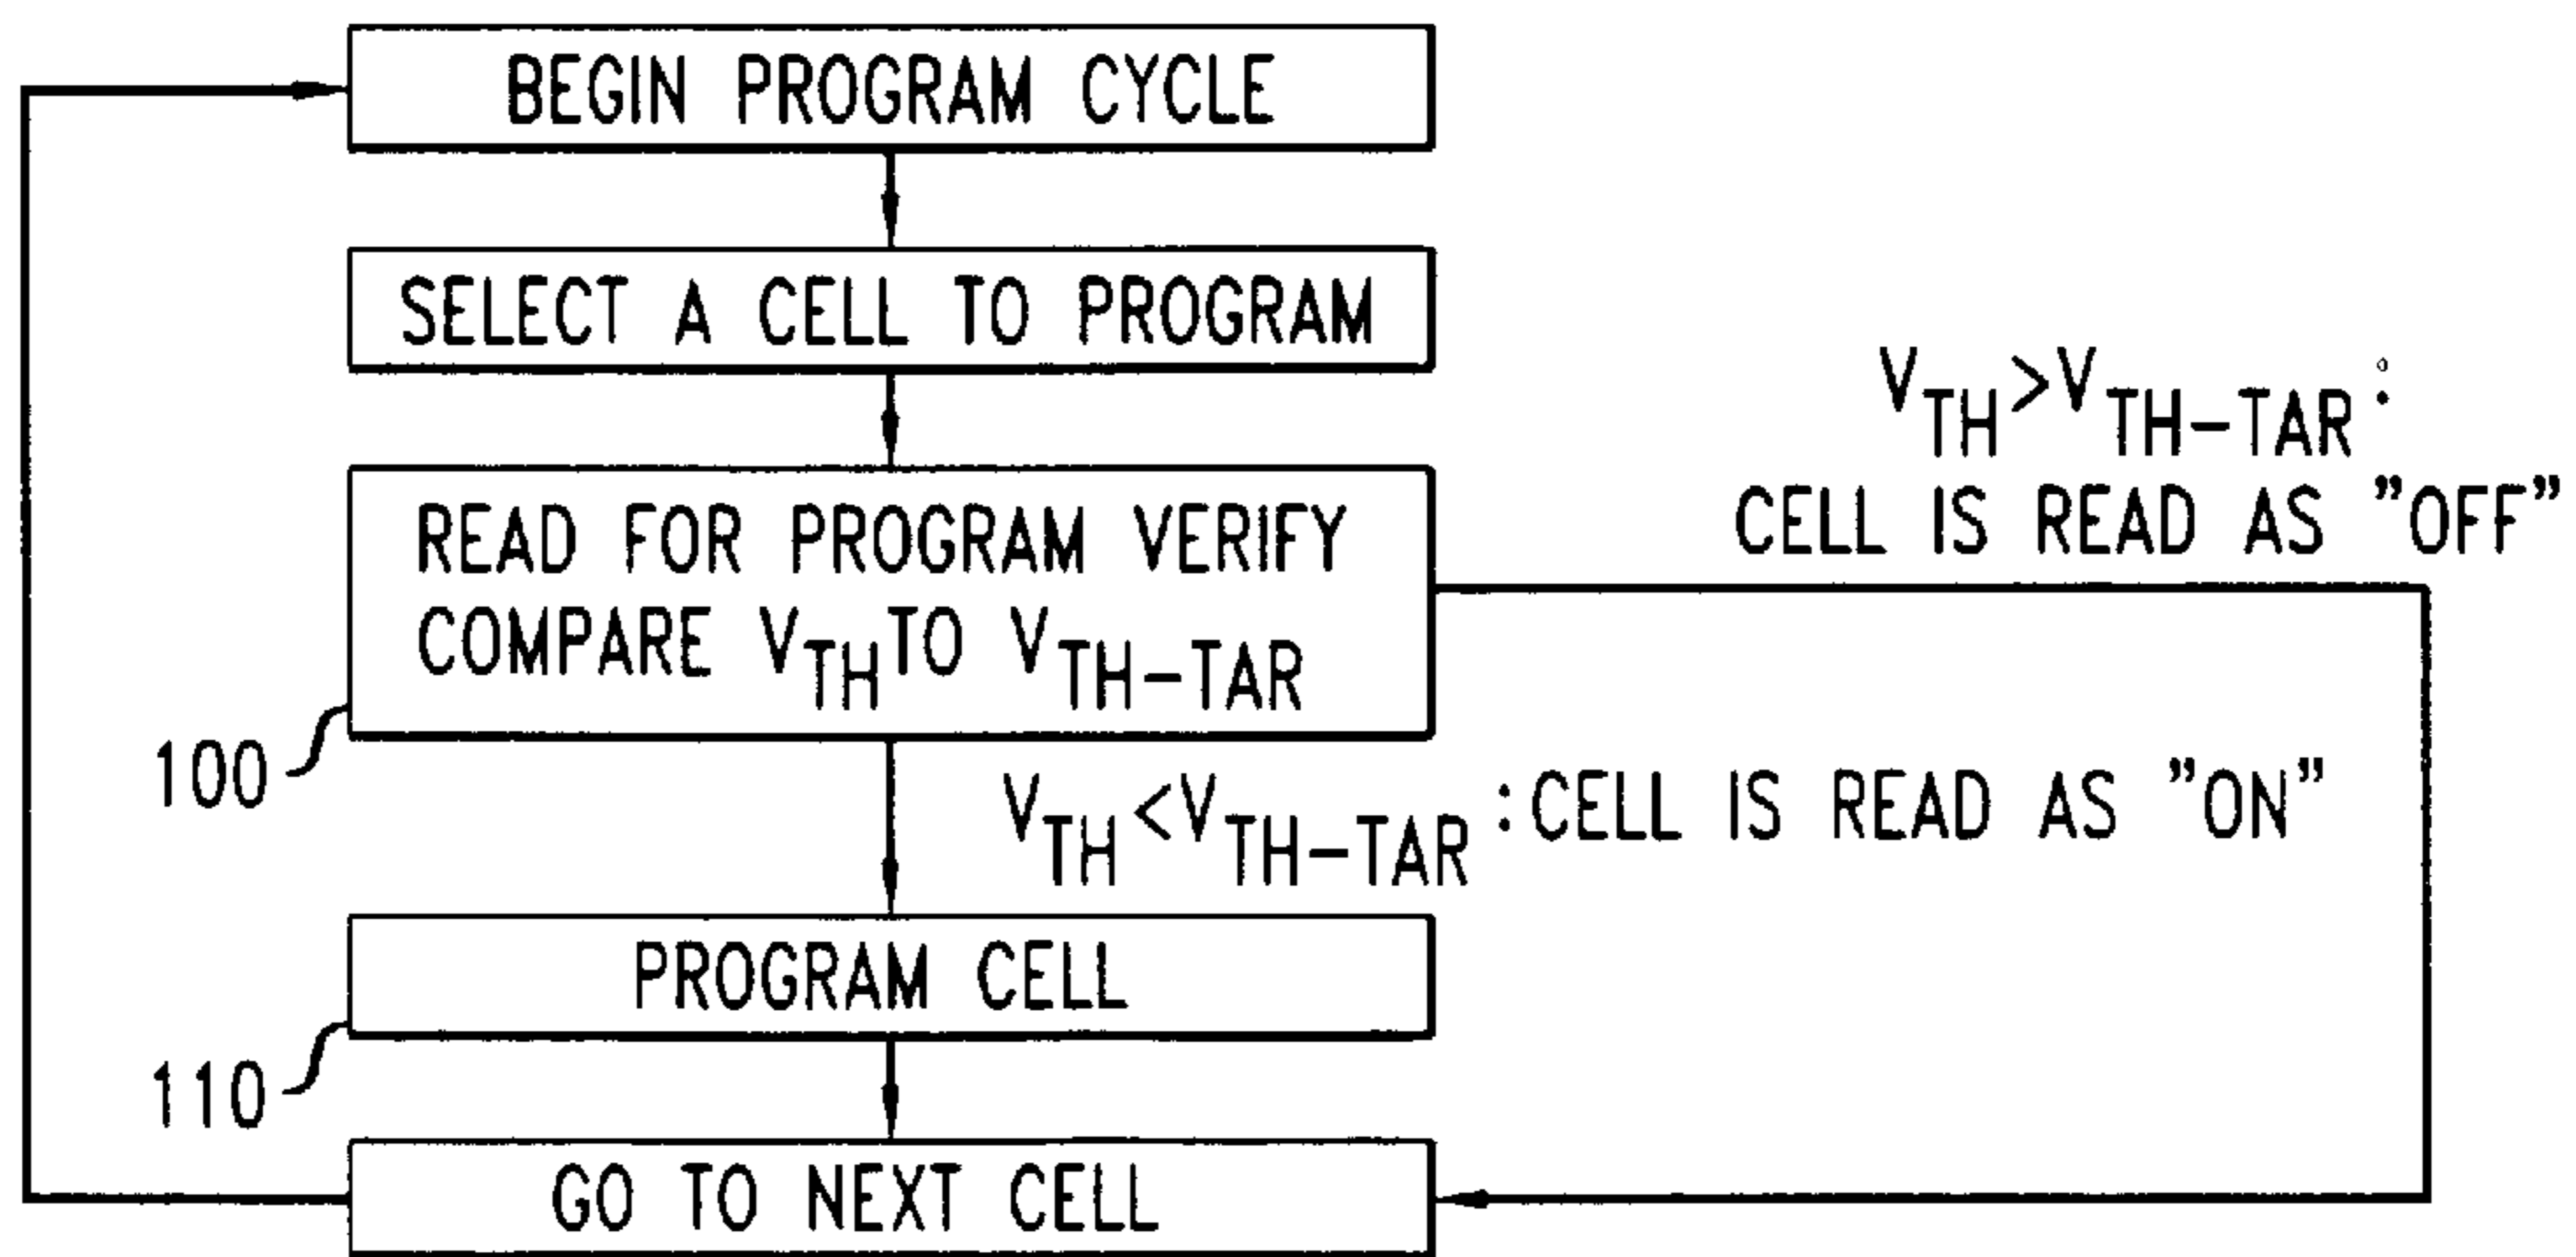 BEGIN PROGRAM CYCLE
SELECT A CELL TO PROGRAM
V_TH>V_TH-TAR:
CELL IS READ AS "OFF"
READ FOR PROGRAM VERIFY
COMPARE V_TH TO V_TH-TAR
100
V_TH<V_TH-TAR:CELL IS READ AS "ON"
PROGRAM CELL
110
GO TO NEXT CELL